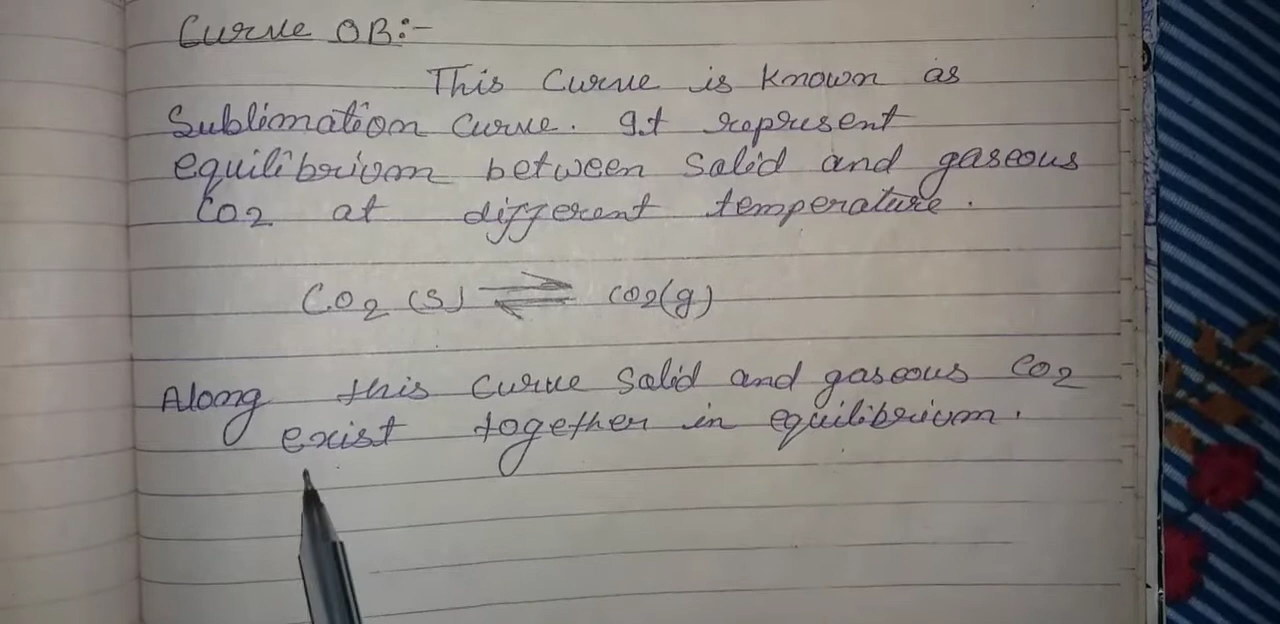 Curve OB:-
This Curve is known as
Sublimation Curve. It represent
equilibrium between Solid and gaseous
CO2 at different temperature.
CO2 (S) ⇌ CO2(g)
Along this Curve Solid and gaseous CO2
exist together in equilibrium.